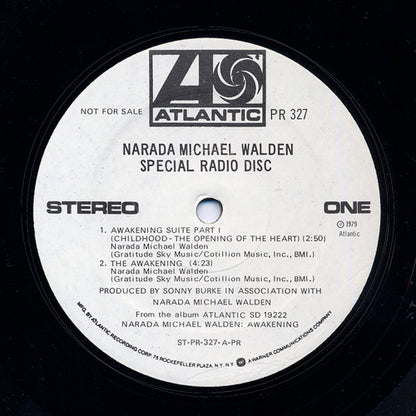 ATLANTIC
NOT FOR SALE
PR 327
NARADA MICHAEL WALDEN
SPECIAL RADIO DISC
STEREO
ONE
℗ 1979
Atlantic
1. AWAKENING SUITE PART I
(CHILDHOOD - THE OPENING OF THE HEART) (2:50)
Narada Michael Walden
(Gratitude Sky Music/Cotillion Music, Inc., BMI.)
2. THE AWAKENING (4:23)
Narada Michael Walden
(Gratitude Sky Music/Cotillion Music, Inc., BMI.)
PRODUCED BY SONNY BURKE IN ASSOCIATION WITH
NARADA MICHAEL WALDEN
From the album ATLANTIC SD 19222
NARADA MICHAEL WALDEN: AWAKENING
ST-PR-327-A-PR
MFG. BY ATLANTIC RECORDING CORP. 75 ROCKEFELLER PLAZA, N.Y., N.Y. A WARNER COMMUNICATIONS COMPANY